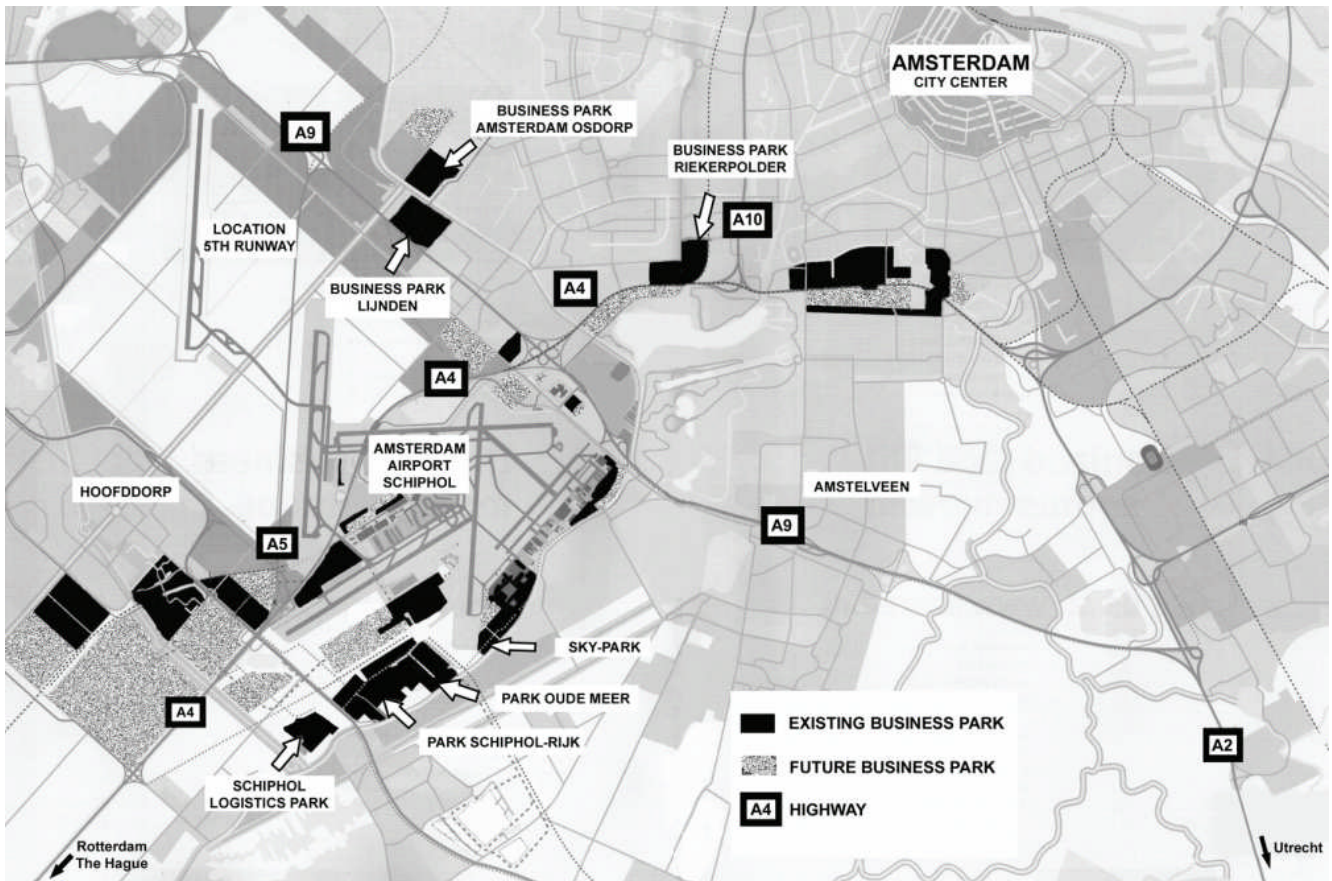 AMSTERDAM
CITY CENTER
BUSINESS PARK
AMSTERDAM OSDORP
A9
BUSINESS PARK
RIEKERPOLDER
A10
LOCATION
5TH RUNWAY
BUSINESS PARK
LIJNDEN
A4
A4
AMSTERDAM
AIRPORT
SCHIPHOL
HOOFDDORP
AMSTELVEEN
A9
A5
SKY-PARK
PARK OUDE MEER
A4
PARK SCHIPHOL-RIJK
SCHIPHOL
LOGISTICS PARK
EXISTING BUSINESS PARK
FUTURE BUSINESS PARK
A4 HIGHWAY
A2
Rotterdam
The Hague
Utrecht